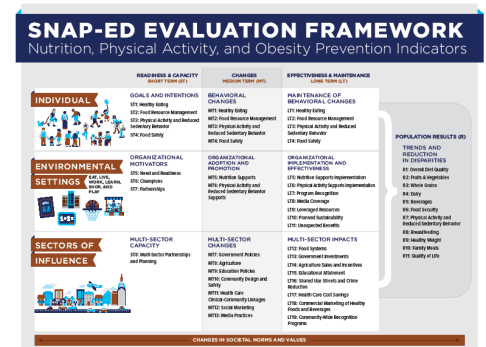 SNAP-ED EVALUATION FRAMEWORK
Nutrition, Physical Activity, and Obesity Prevention Indicators
READINESS & CAPACITY
SHORT TERM (ST)
CHANGES
MEDIUM TERM (MT)
EFFECTIVENESS & MAINTENANCE
LONG TERM (LT)
INDIVIDUAL
GOALS AND INTENTIONS
ST1: Healthy Eating
ST2: Food Resource Management
ST3: Physical Activity and Reduced
Sedentary Behavior
ST4: Food Safety
BEHAVIORAL
CHANGES
MT1: Healthy Eating
MT2: Food Resource Management
MT3: Physical Activity and
Reduced Sedentary Behavior
MT4: Food Safety
MAINTENANCE OF
BEHAVIORAL CHANGES
LT1: Healthy Eating
LT2: Food Resource Management
LT3: Physical Activity and
Reduced Sedentary Behavior
LT4: Food Safety
ENVIRONMENTAL
SETTINGS
EAT, LIVE,
WORK, LEARN,
SHOP, AND
PLAY
ORGANIZATIONAL
MOTIVATORS
ST5: Need and Readiness
ST6: Champions
ST7: Partnerships
ORGANIZATIONAL
ADOPTION AND
PROMOTION
MT5: Nutrition Supports
MT6: Physical Activity and
Reduced Sedentary Behavior
Supports
ORGANIZATIONAL
IMPLEMENTATION AND
EFFECTIVENESS
LT5: Nutrition Supports Implementation
LT6: Physical Activity Supports Implementation
LT7: Program Recognition
LT8: Media Coverage
LT9: Leveraged Resources
LT10: Planned Sustainability
LT11: Unexpected Benefits
SECTORS OF
INFLUENCE
MULTI-SECTOR
CAPACITY
ST8: Multi-Sector Partnerships
and Planning
MULTI-SECTOR
CHANGES
MT7: Government Policies
MT8: Agriculture
MT9: Education Policies
MT10: Community Design and
Safety
MT11: Health Care
Clinical-Community Linkages
MT12: Social Marketing
MT13: Media Practices
MULTI-SECTOR IMPACTS
LT12: Food Systems
LT13: Government Investments
LT14: Agriculture Sales and Incentives
LT15: Educational Attainment
LT16: Shared Use Streets and Crime
Reduction
LT17: Health Care Cost Savings
LT18: Commercial Marketing of Healthy
Foods and Beverages
LT19: Community-Wide Recognition
Programs
POPULATION RESULTS (R)
TRENDS AND
REDUCTION
IN DISPARITIES
R1: Overall Diet Quality
R2: Fruits & Vegetables
R3: Whole Grains
R4: Dairy
R5: Beverages
R6: Food Security
R7: Physical Activity and
Reduced Sedentary Behavior
R8: Breastfeeding
R9: Healthy Weight
R10: Family Meals
R11: Quality of Life
CHANGES IN SOCIETAL NORMS AND VALUES